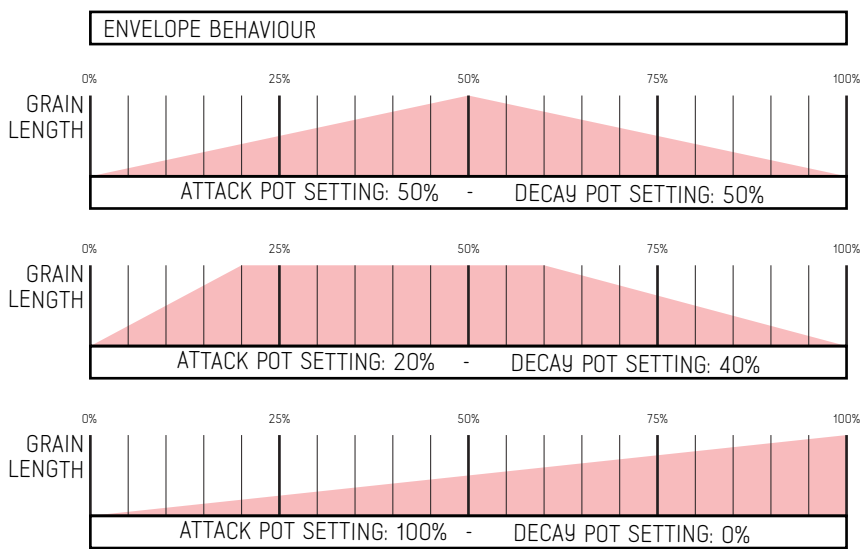 ENVELOPE BEHAVIOUR
0% 25% 50% 75% 100%
GRAIN
LENGTH
ATTACK POT SETTING: 50% - DECAY POT SETTING: 50%
0% 25% 50% 75% 100%
GRAIN
LENGTH
ATTACK POT SETTING: 20% - DECAY POT SETTING: 40%
0% 25% 50% 75% 100%
GRAIN
LENGTH
ATTACK POT SETTING: 100% - DECAY POT SETTING: 0%